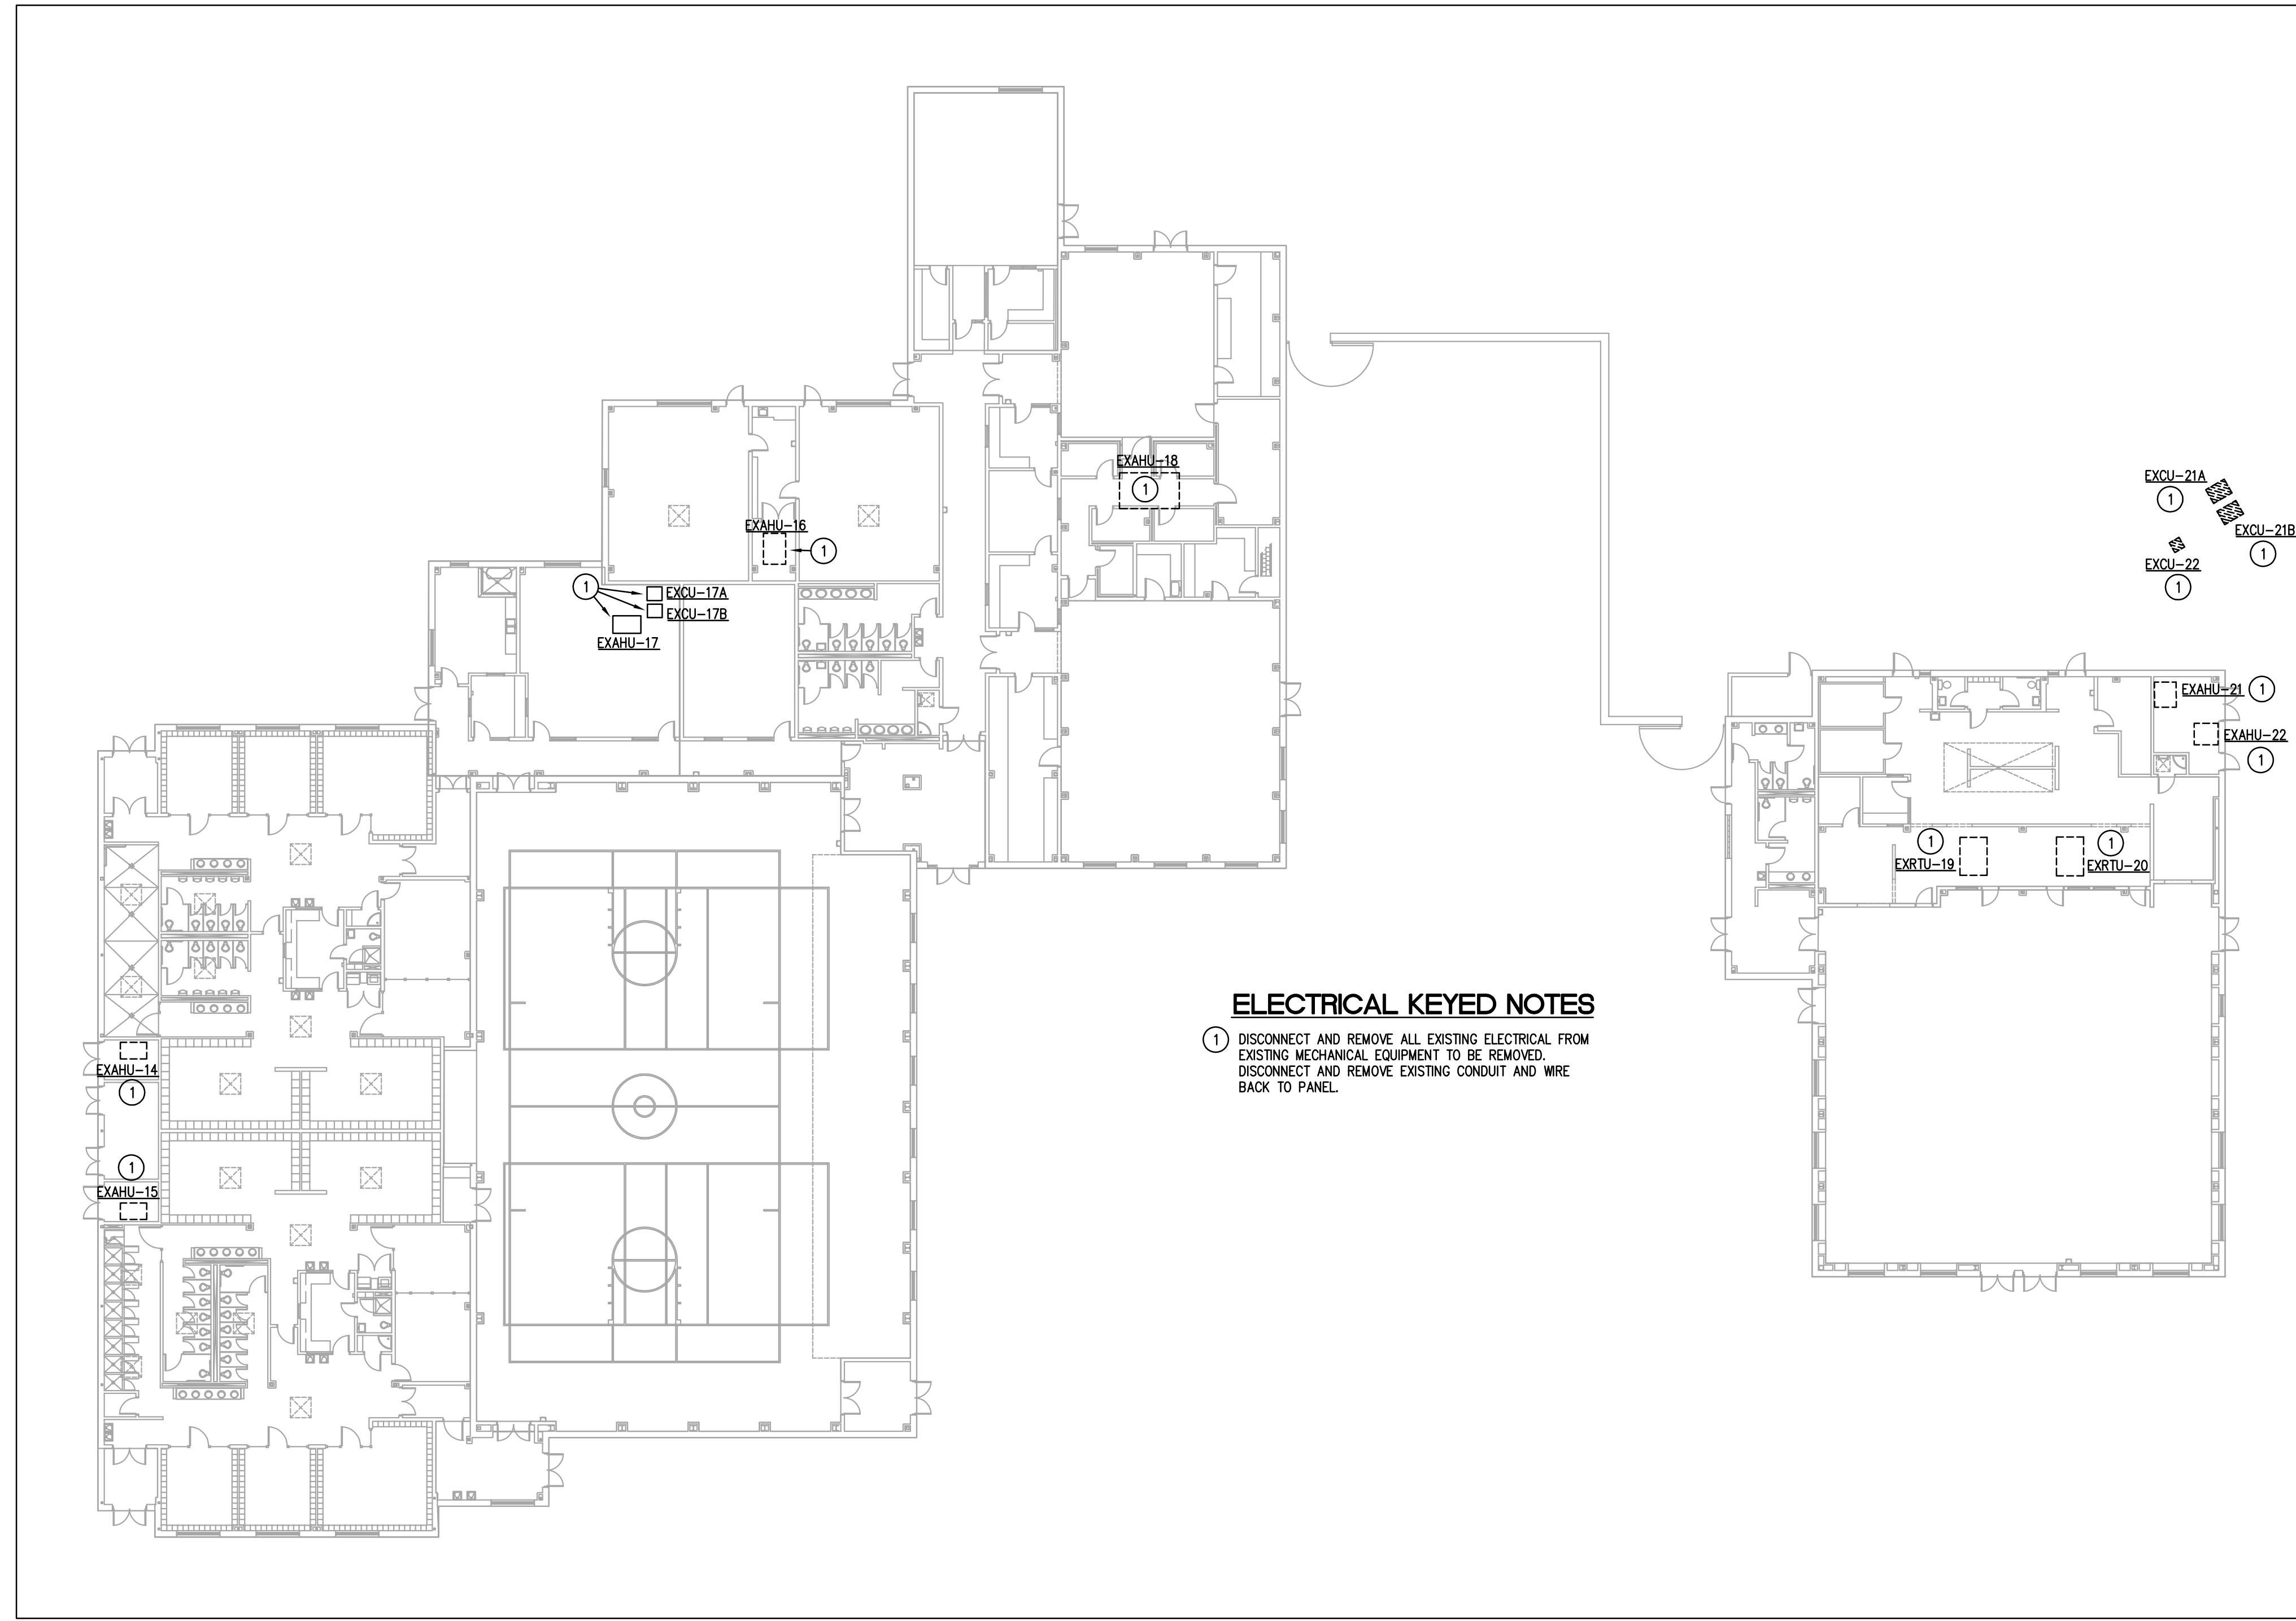 EXAHU-18
1
EXCU-21A
1
EXCU-21B
1
EXCU-22
1
EXAHU-16
1
1
EXCU-17A
EXCU-17B
EXAHU-17
EXAHU-21
1
EXAHU-22
1
1
EXRTU-19
1
EXRTU-20
ELECTRICAL KEYED NOTES
1 DISCONNECT AND REMOVE ALL EXISTING ELECTRICAL FROM
EXISTING MECHANICAL EQUIPMENT TO BE REMOVED.
DISCONNECT AND REMOVE EXISTING CONDUIT AND WIRE
BACK TO PANEL.
EXAHU-14
1
1
EXAHU-15